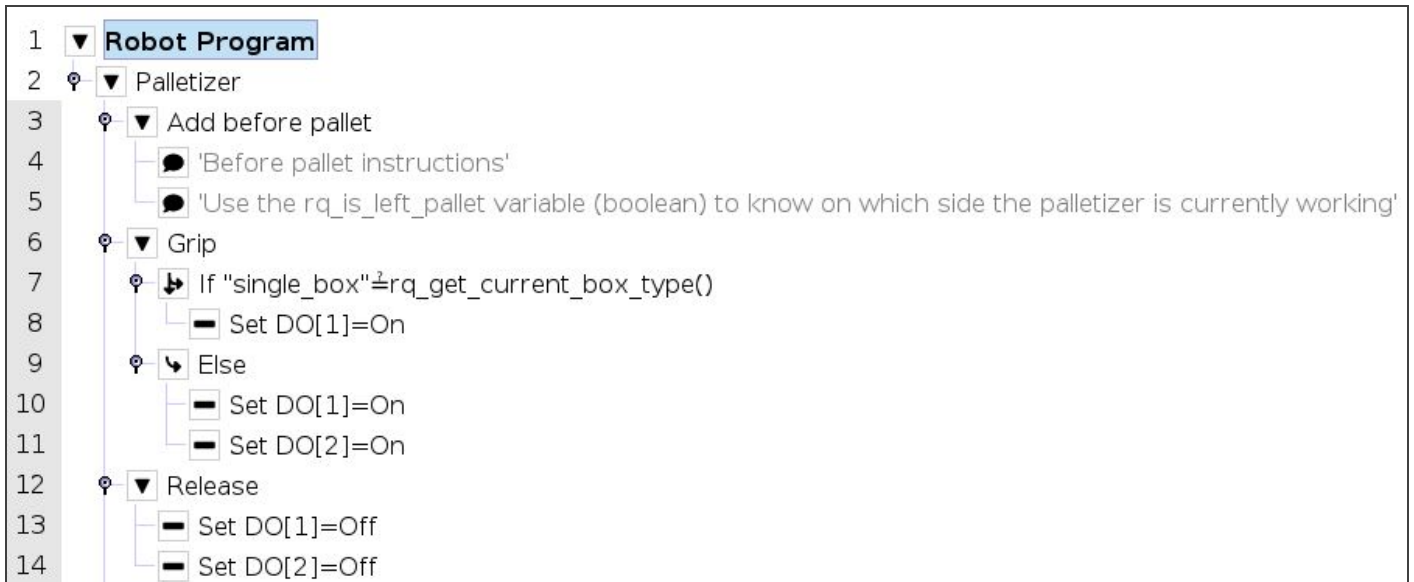 1 Robot Program
2 Palletizer
3 Add before pallet
4 'Before pallet instructions'
5 'Use the rq_is_left_pallet variable (boolean) to know on which side the palletizer is currently working'
6 Grip
7 If "single_box"≟rq_get_current_box_type()
8 Set DO[1]=On
9 Else
10 Set DO[1]=On
11 Set DO[2]=On
12 Release
13 Set DO[1]=Off
14 Set DO[2]=Off